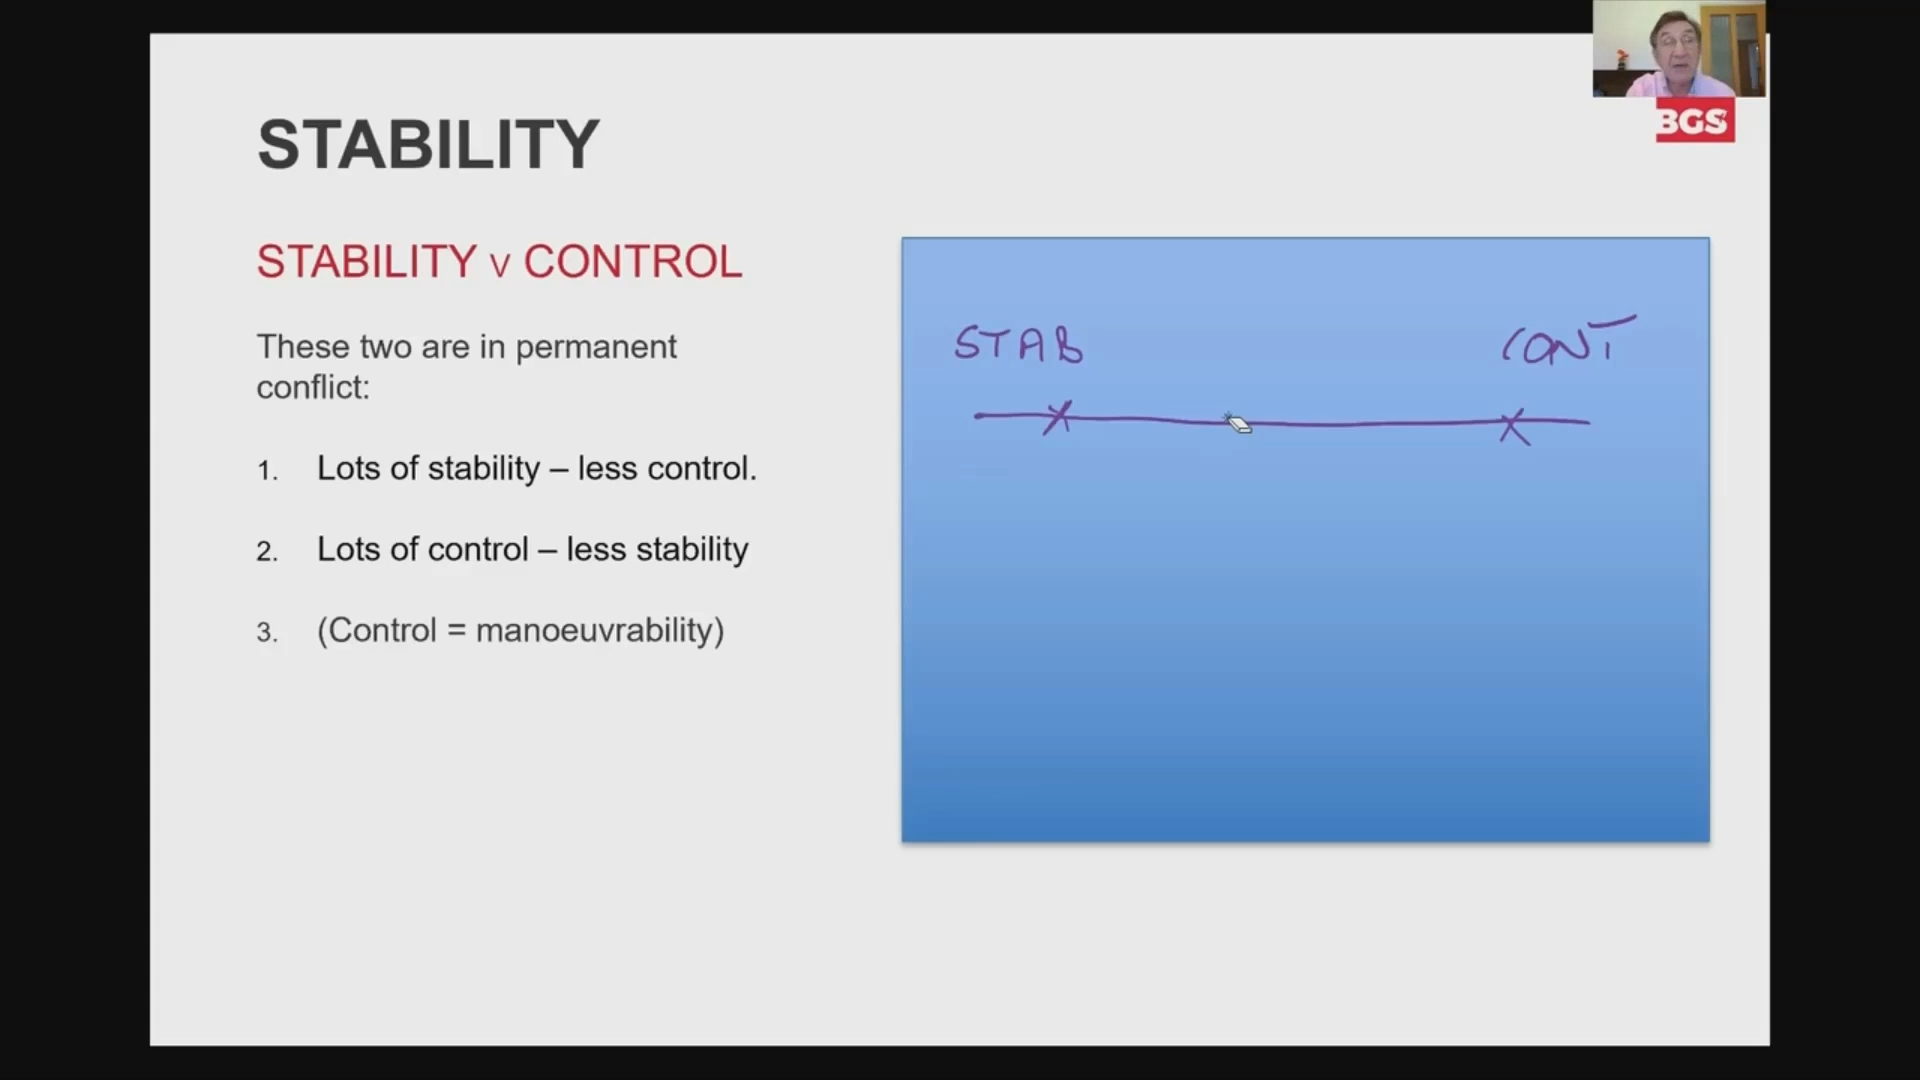 BGS
STABILITY
STABILITY v CONTROL
These two are in permanent
conflict:
1. Lots of stability – less control.
2. Lots of control – less stability
3. (Control = manoeuvrability)
STAB
CONT